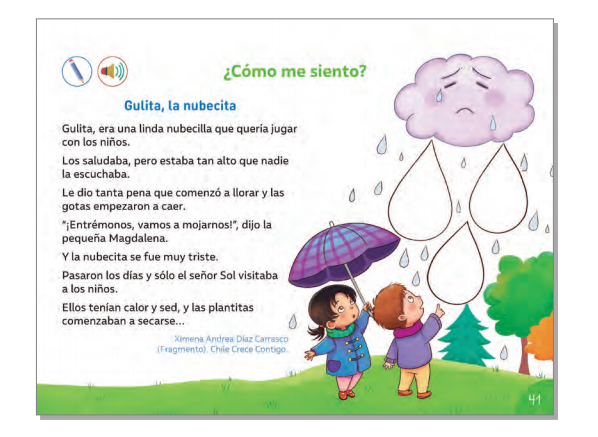 ¿Cómo me siento?
Gulita, la nubecita
Gulita, era una linda nubecilla que quería jugar
con los niños.
Los saludaba, pero estaba tan alto que nadie
la escuchaba.
Le dio tanta pena que comenzó a llorar y las
gotas empezaron a caer.
“¡Entrémonos, vamos a mojarnos!”, dijo la
pequeña Magdalena.
Y la nubecita se fue muy triste.
Pasaron los días y sólo el señor Sol visitaba
a los niños.
Ellos tenían calor y sed, y las plantitas
comenzaban a secarse...
Ximena Andrea Díaz Carrasco
(Fragmento). Chile Crece Contigo.
41